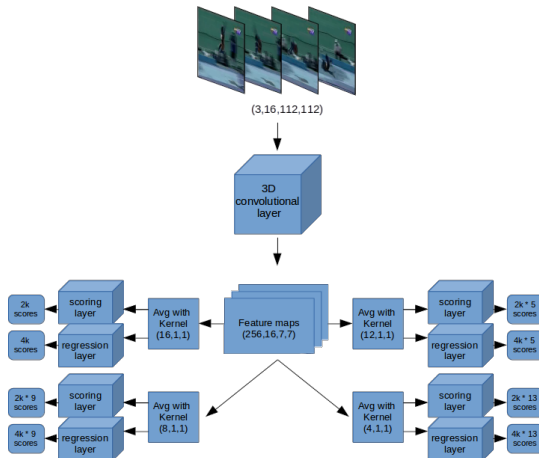 (3,16,112,112)
3D
convolutional
layer
2k
scores
scoring
layer
Avg with
Kernel
(16,1,1)
4k
scores
regression
layer
Feature maps
(256,16,7,7)
Avg with
Kernel
(12,1,1)
scoring
layer
2k * 5
scores
regression
layer
4k * 5
scores
2k * 9
scores
scoring
layer
Avg with
Kernel
(8,1,1)
4k * 9
scores
regression layer
Avg with
Kernel
(4,1,1)
scoring
layer
2k * 13
scores
regression
layer
4k * 13
scores